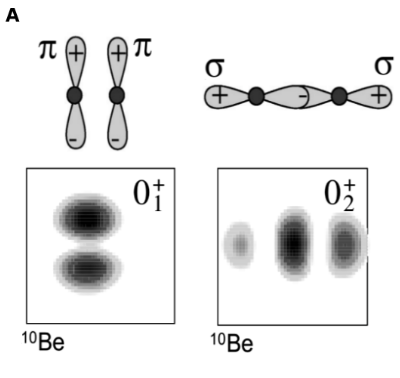 A
π π
σ σ
+ + + - +
- -
0₁⁺ 0₂⁺
¹⁰Be ¹⁰Be